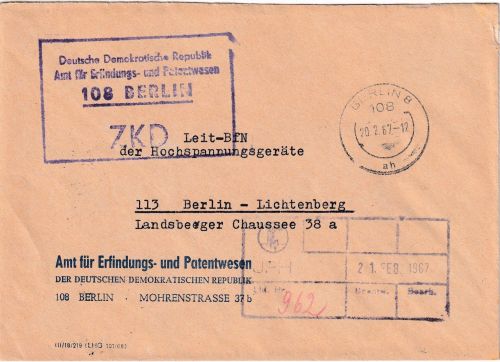 Deutsche Demokratische Republik
Amt für Erfindungs- und Patentwesen
108 BERLIN
ZKD
BERLIN 8
108
20.2.67-12
ah
Leit-BfN
der Hochspannungsgeräte
113 Berlin - Lichtenberg
Landsberger Chaussee 38 a
Amt für Erfindungs- und Patentwesen
DER DEUTSCHEN DEMOKRATISCHEN REPUBLIK
108 BERLIN · MOHRENSTRASSE 37b
21. FEB. 1967
962
Bearb.